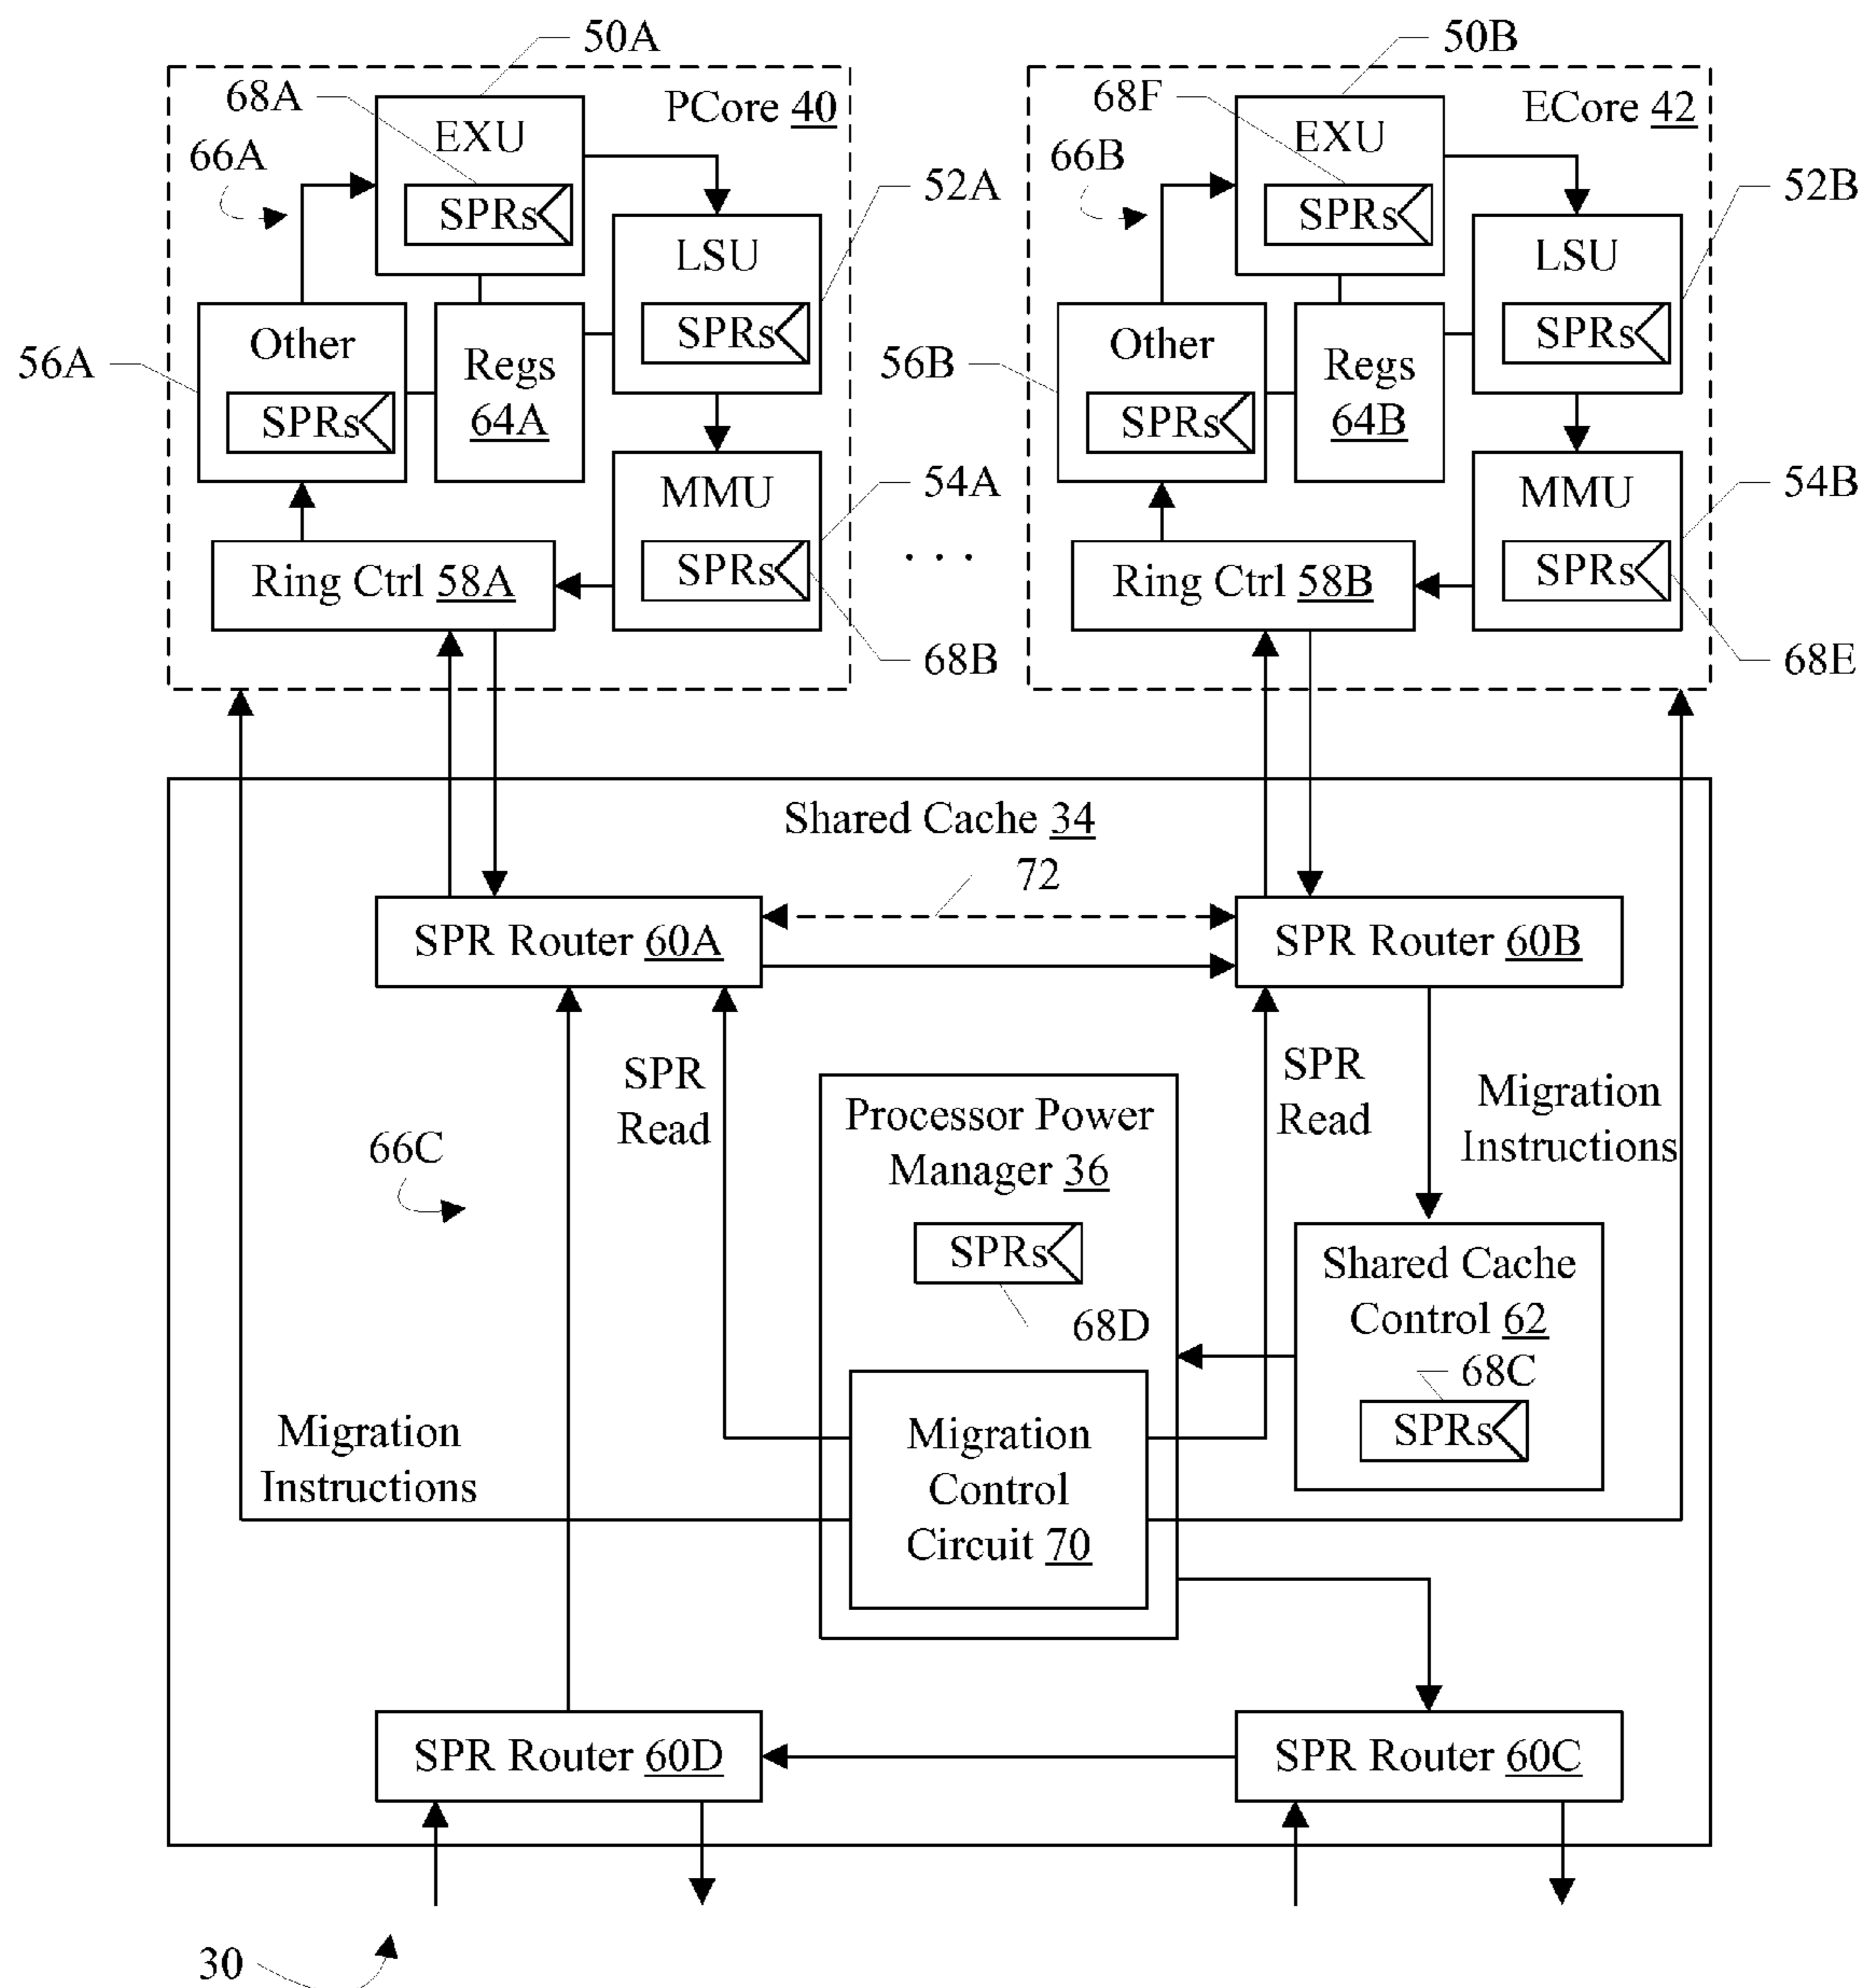 50A
50B
68A
PCore 40
68F
ECore 42
EXU
EXU
66A
66B
SPRs
SPRs
52A
52B
LSU
LSU
SPRs
SPRs
Other
Other
56A
56B
Regs
64A
Regs
64B
SPRs
SPRs
MMU
54A
MMU
54B
SPRs
SPRs
Ring Ctrl 58A
. . .
Ring Ctrl 58B
68B
68E
Shared Cache 34
72
SPR Router 60A
SPR Router 60B
SPR
Read
SPR
Read
Migration
Instructions
Processor Power
Manager 36
66C
SPRs
68D
Shared Cache
Control 62
68C
SPRs
Migration
Instructions
Migration
Control
Circuit 70
SPR Router 60D
SPR Router 60C
30